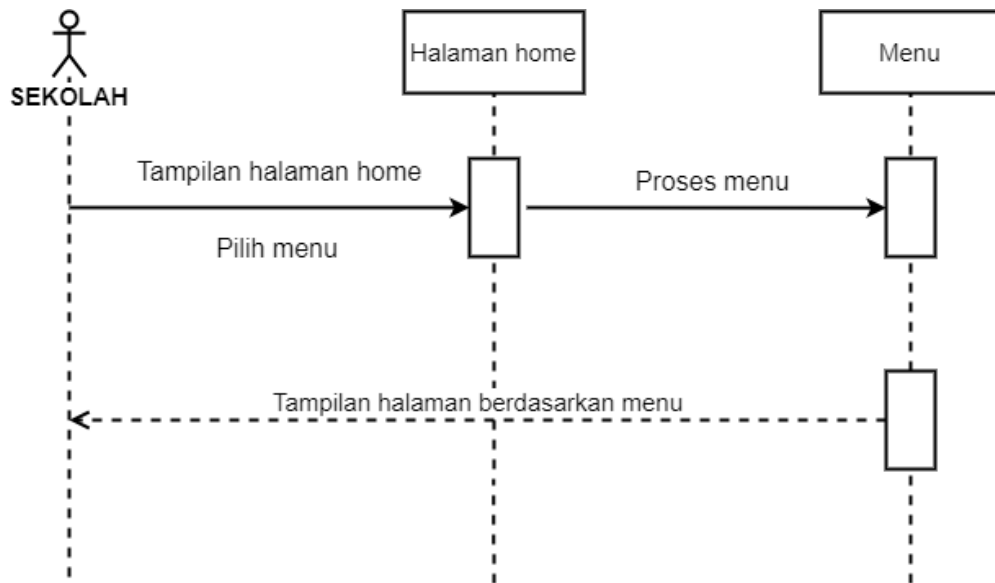 SEKOLAH
Halaman home
Menu
Tampilan halaman home
Pilih menu
Proses menu
Tampilan halaman berdasarkan menu